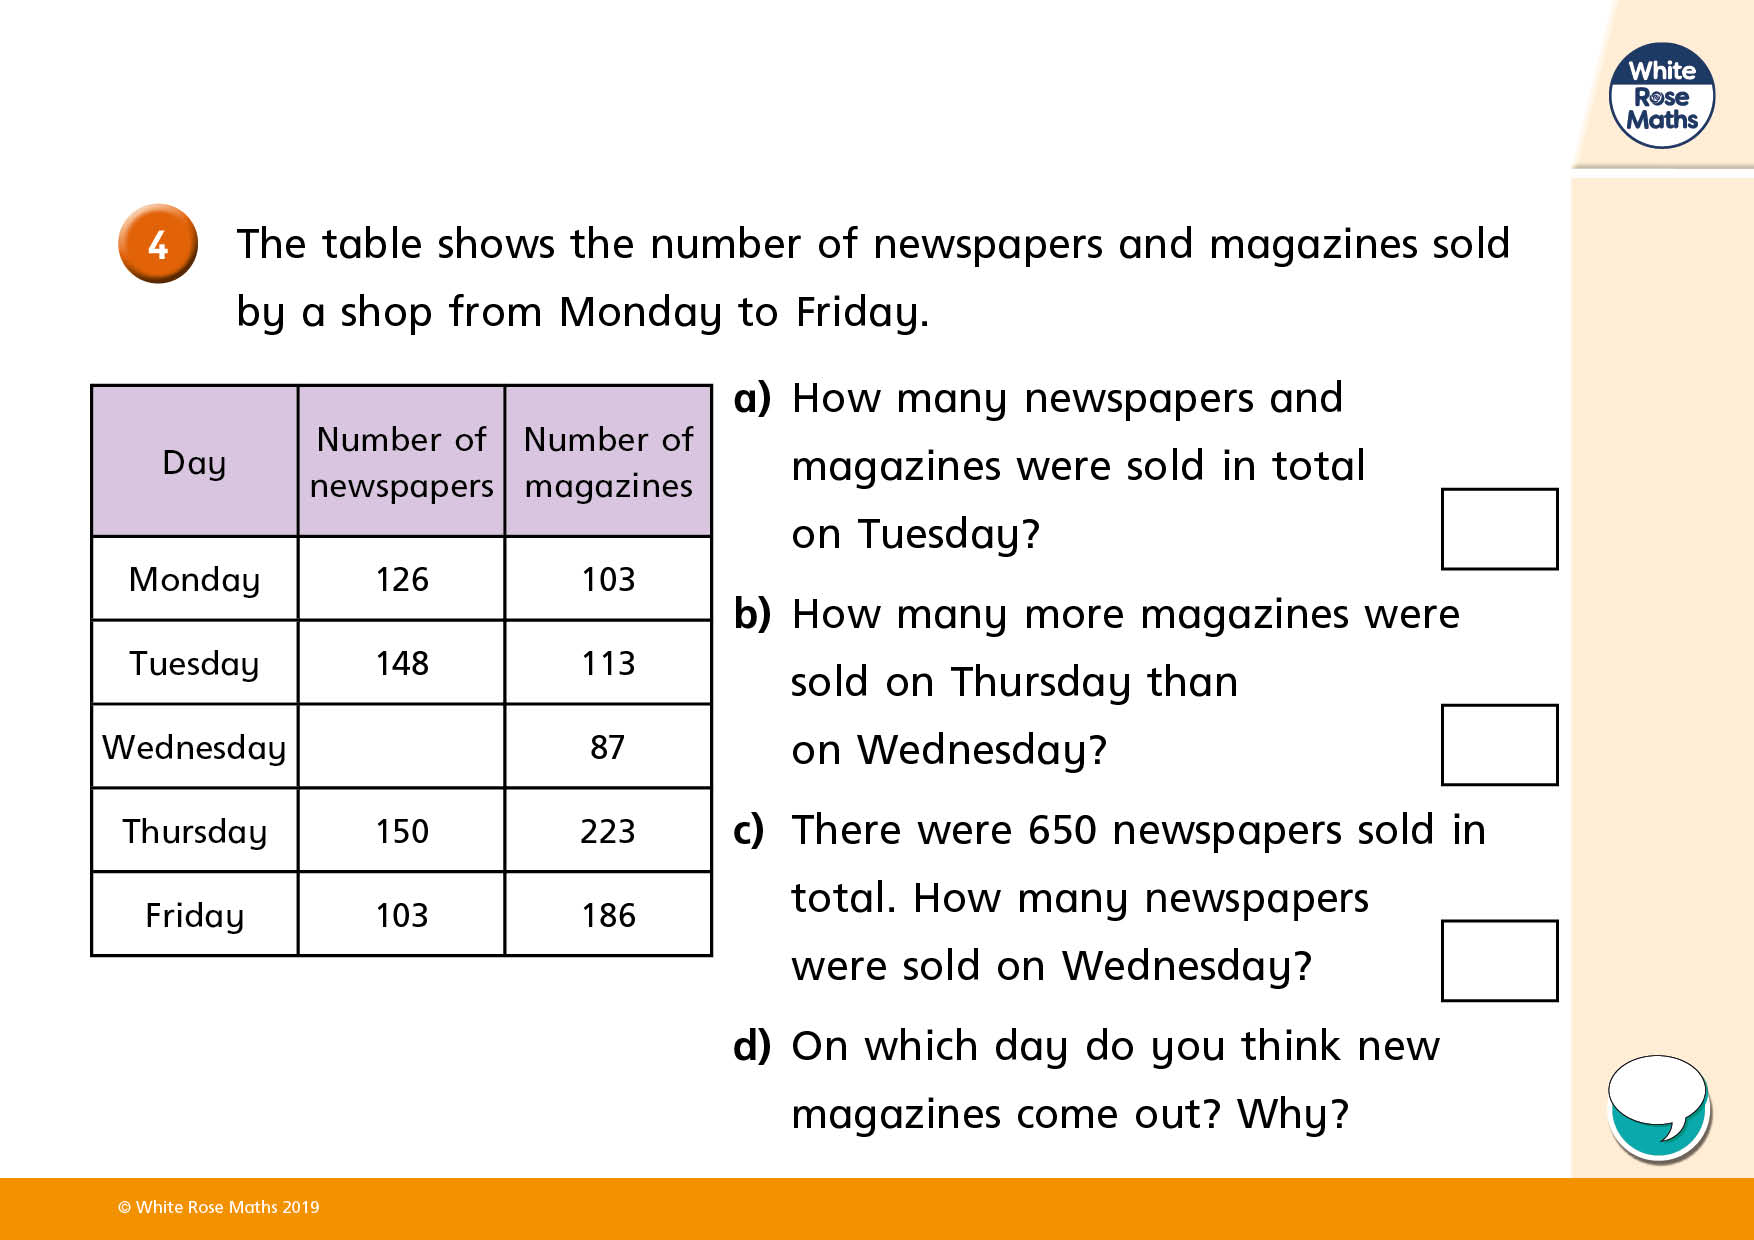 White
Rose
Maths
4
The table shows the number of newspapers and magazines sold
by a shop from Monday to Friday.
Day
Number of
newspapers
Number of
magazines
Monday 126 103
Tuesday 148 113
Wednesday 87
Thursday 150 223
Friday 103 186
a) How many newspapers and
magazines were sold in total
on Tuesday?
b) How many more magazines were
sold on Thursday than
on Wednesday?
c) There were 650 newspapers sold in
total. How many newspapers
were sold on Wednesday?
d) On which day do you think new
magazines come out? Why?
© White Rose Maths 2019